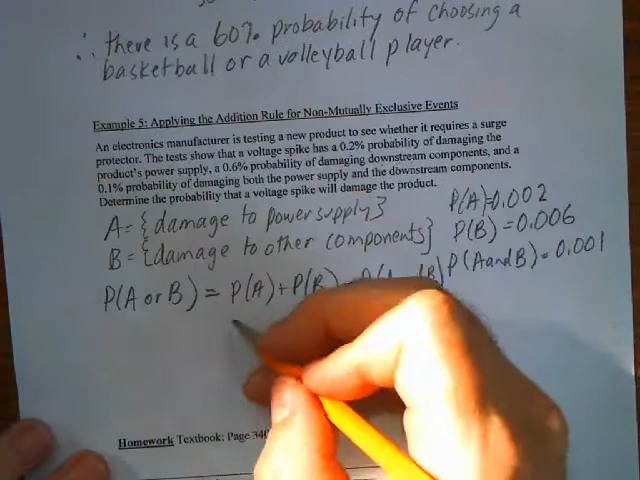 ∴ there is a 60% probability of choosing a
basketball or a volleyball player.
Example 5: Applying the Addition Rule for Non-Mutually Exclusive Events
An electronics manufacturer is testing a new product to see whether it requires a surge
protector. The tests show that a voltage spike has a 0.2% probability of damaging the
product's power supply, a 0.6% probability of damaging downstream components, and a
0.1% probability of damaging both the power supply and the downstream components.
Determine the probability that a voltage spike will damage the product.
A = {damage to power supply} P(A)=0.002
B = {damage to other components} P(B) = 0.006
P(A or B) = P(A) + P(B) - P(A B) P(A and B) = 0.001
Homework Textbook: Page 340